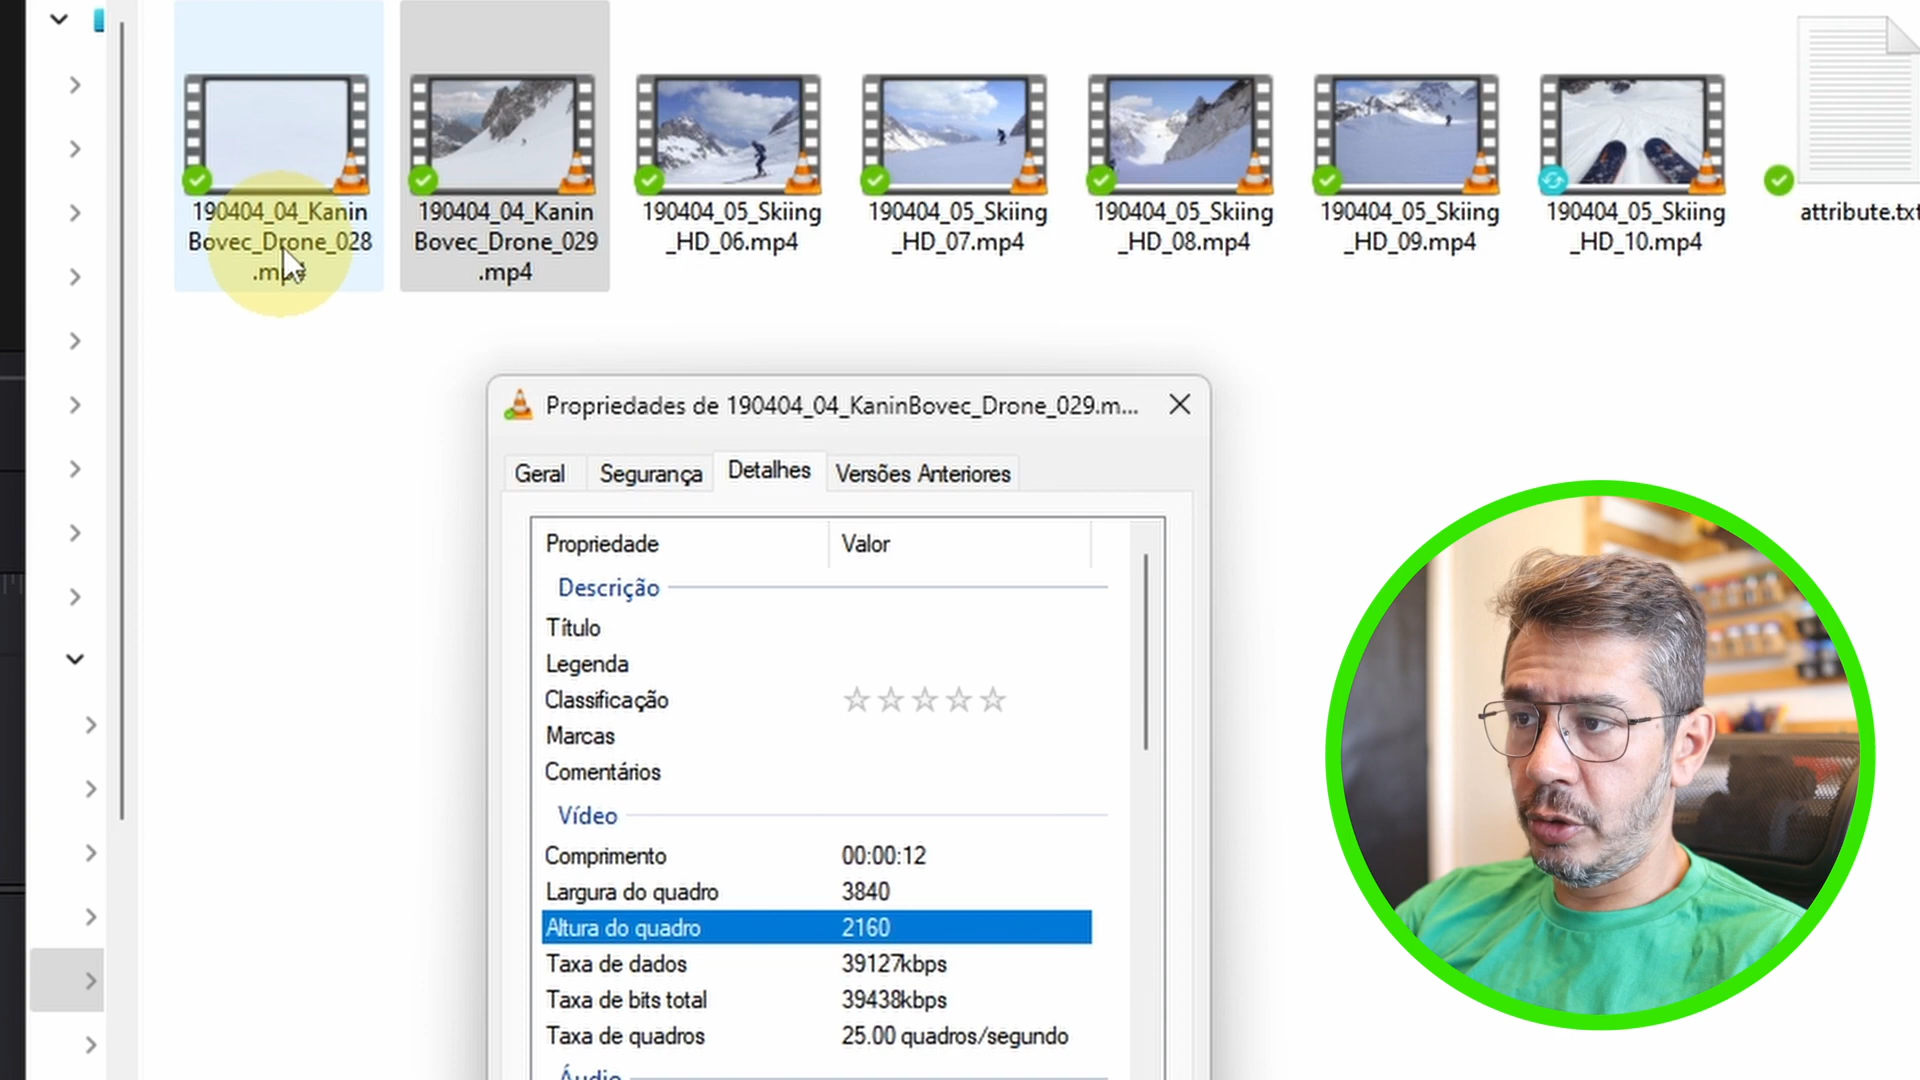 190404_04_Kanin
Bovec_Drone_028
.mp4
190404_04_Kanin
Bovec_Drone_029
.mp4
190404_05_Skiing
_HD_06.mp4
190404_05_Skiing
_HD_07.mp4
190404_05_Skiing
_HD_08.mp4
190404_05_Skiing
_HD_09.mp4
190404_05_Skiing
_HD_10.mp4
attribute.txt
Propriedades de 190404_04_KaninBovec_Drone_029.m...
Geral Segurança Detalhes Versões Anteriores
Propriedade Valor
Descrição
Título
Legenda
Classificação
Marcas
Comentários
Vídeo
Comprimento 00:00:12
Largura do quadro 3840
Altura do quadro 2160
Taxa de dados 39127kbps
Taxa de bits total 39438kbps
Taxa de quadros 25.00 quadros/segundo
Áudio